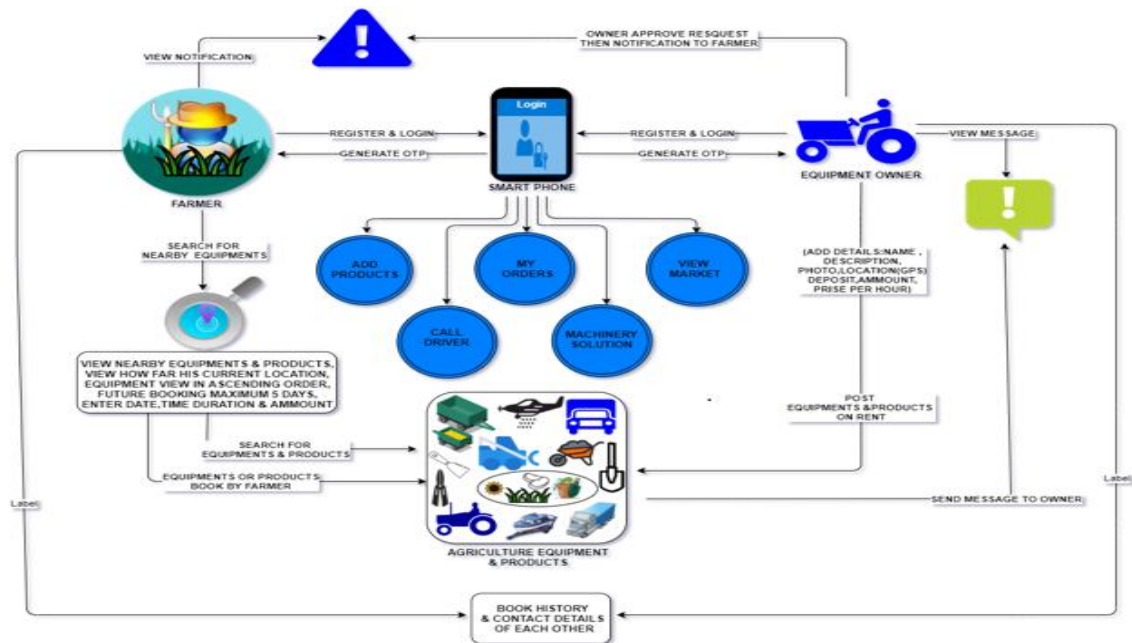 OWNER APPROVE RESQUEST
THEN NOTIFICATION TO FARMER
VIEW NOTIFICATION
Login
REGISTER & LOGIN
REGISTER & LOGIN
VIEW MESSAGE
GENERATE OTP
GENERATE OTP
SMART PHONE
EQUIPMENT OWNER
FARMER
SEARCH FOR
NEARBY EQUIPMENTS
ADD
PRODUCTS
MY
ORDERS
VIEW
MARKET
(ADD DETAILS:NAME ,
DESCRIPTION,
PHOTO,LOCATION(GPS)
DEPOSIT,AMMOUNT,
PRISE PER HOUR)
CALL
DRIVER
MACHINERY
SOLUTION
VIEW NEARBY EQUIPMENTS & PRODUCTS,
VIEW HOW FAR HIS CURRENT LOCATION,
EQUIPMENT VIEW IN ASCENDING ORDER,
FUTURE BOOKING MAXIMUM 5 DAYS,
ENTER DATE,TIME DURATION & AMMOUNT
POST
EQUIPMENTS &PRODUCTS
ON RENT
SEARCH FOR
EQUIPMENTS & PRODUCTS
EQUIPMENTS OR PRODUCTS
BOOK BY FARMER
Label
SEND MESSAGE TO OWNER
Label
AGRICULTURE EQUIPMENT
& PRODUCTS
BOOK HISTORY
& CONTACT DETAILS
OF EACH OTHER